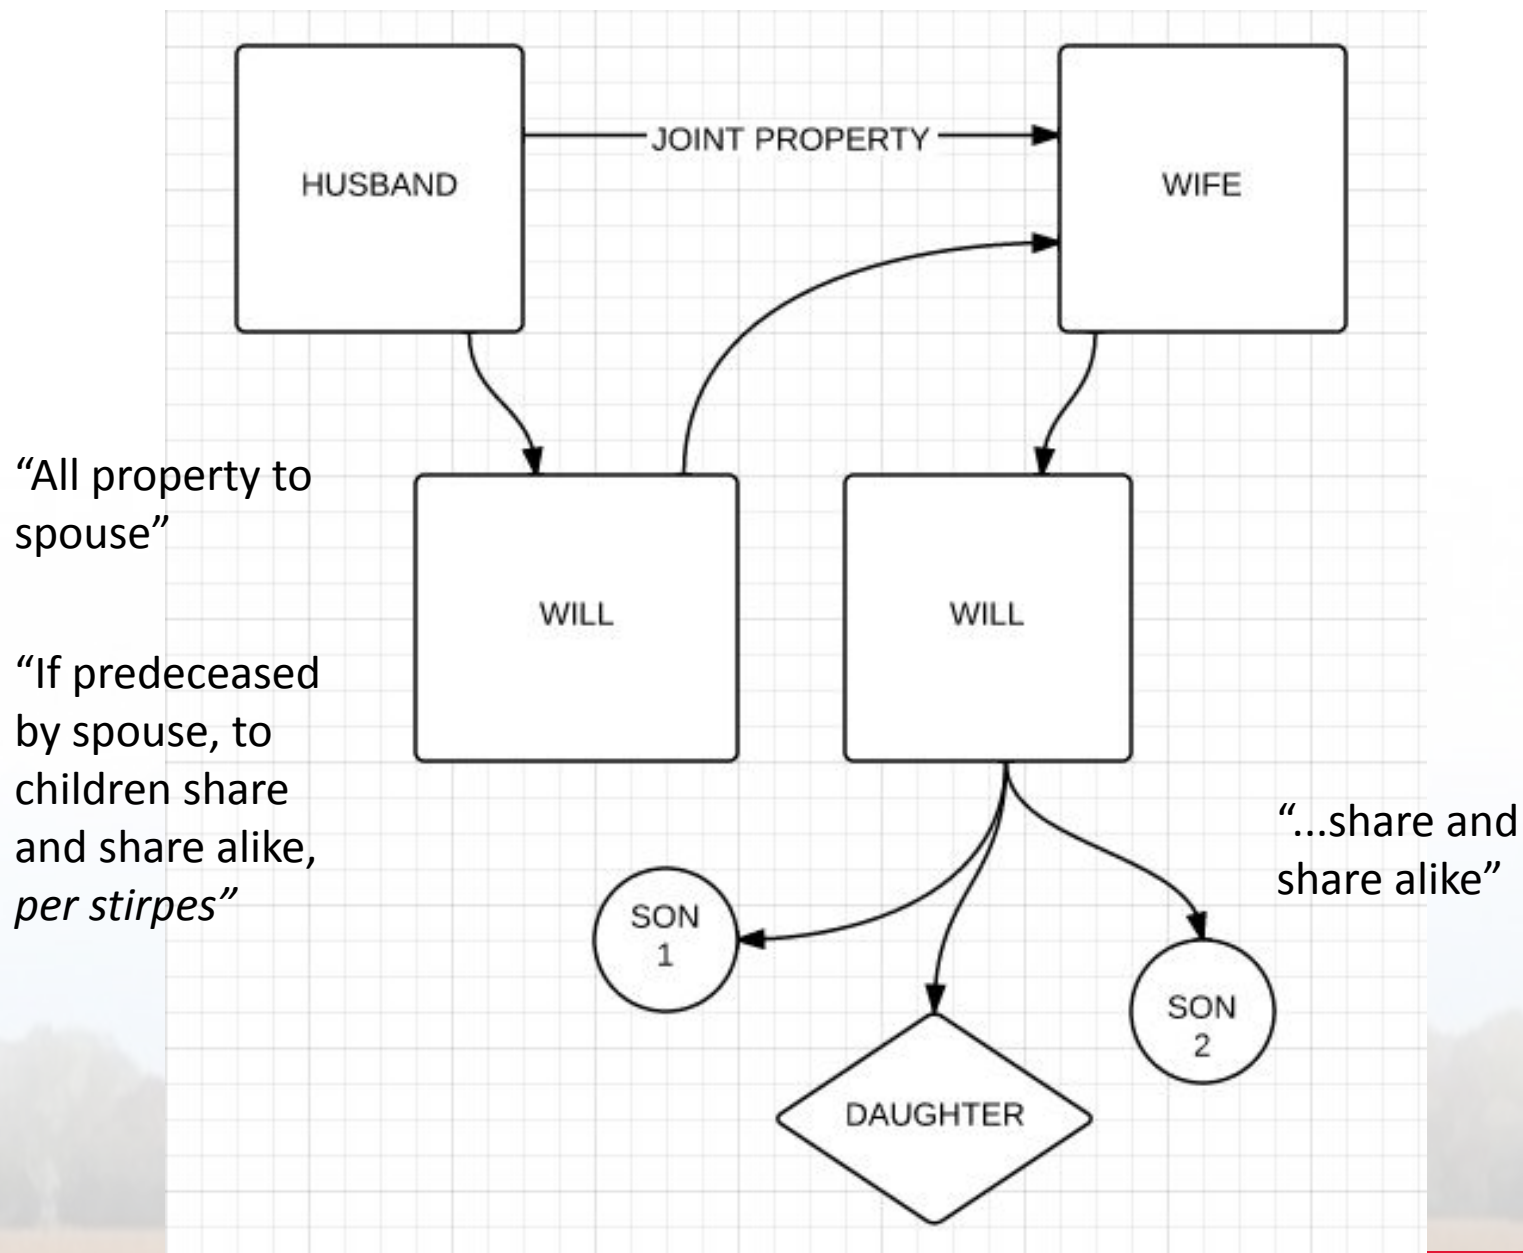 HUSBAND
JOINT PROPERTY
WIFE
“All property to
spouse”
“If predeceased
by spouse, to
children share
and share alike,
per stirpes”
WILL
WILL
“...share and
share alike”
SON
1
DAUGHTER
SON
2